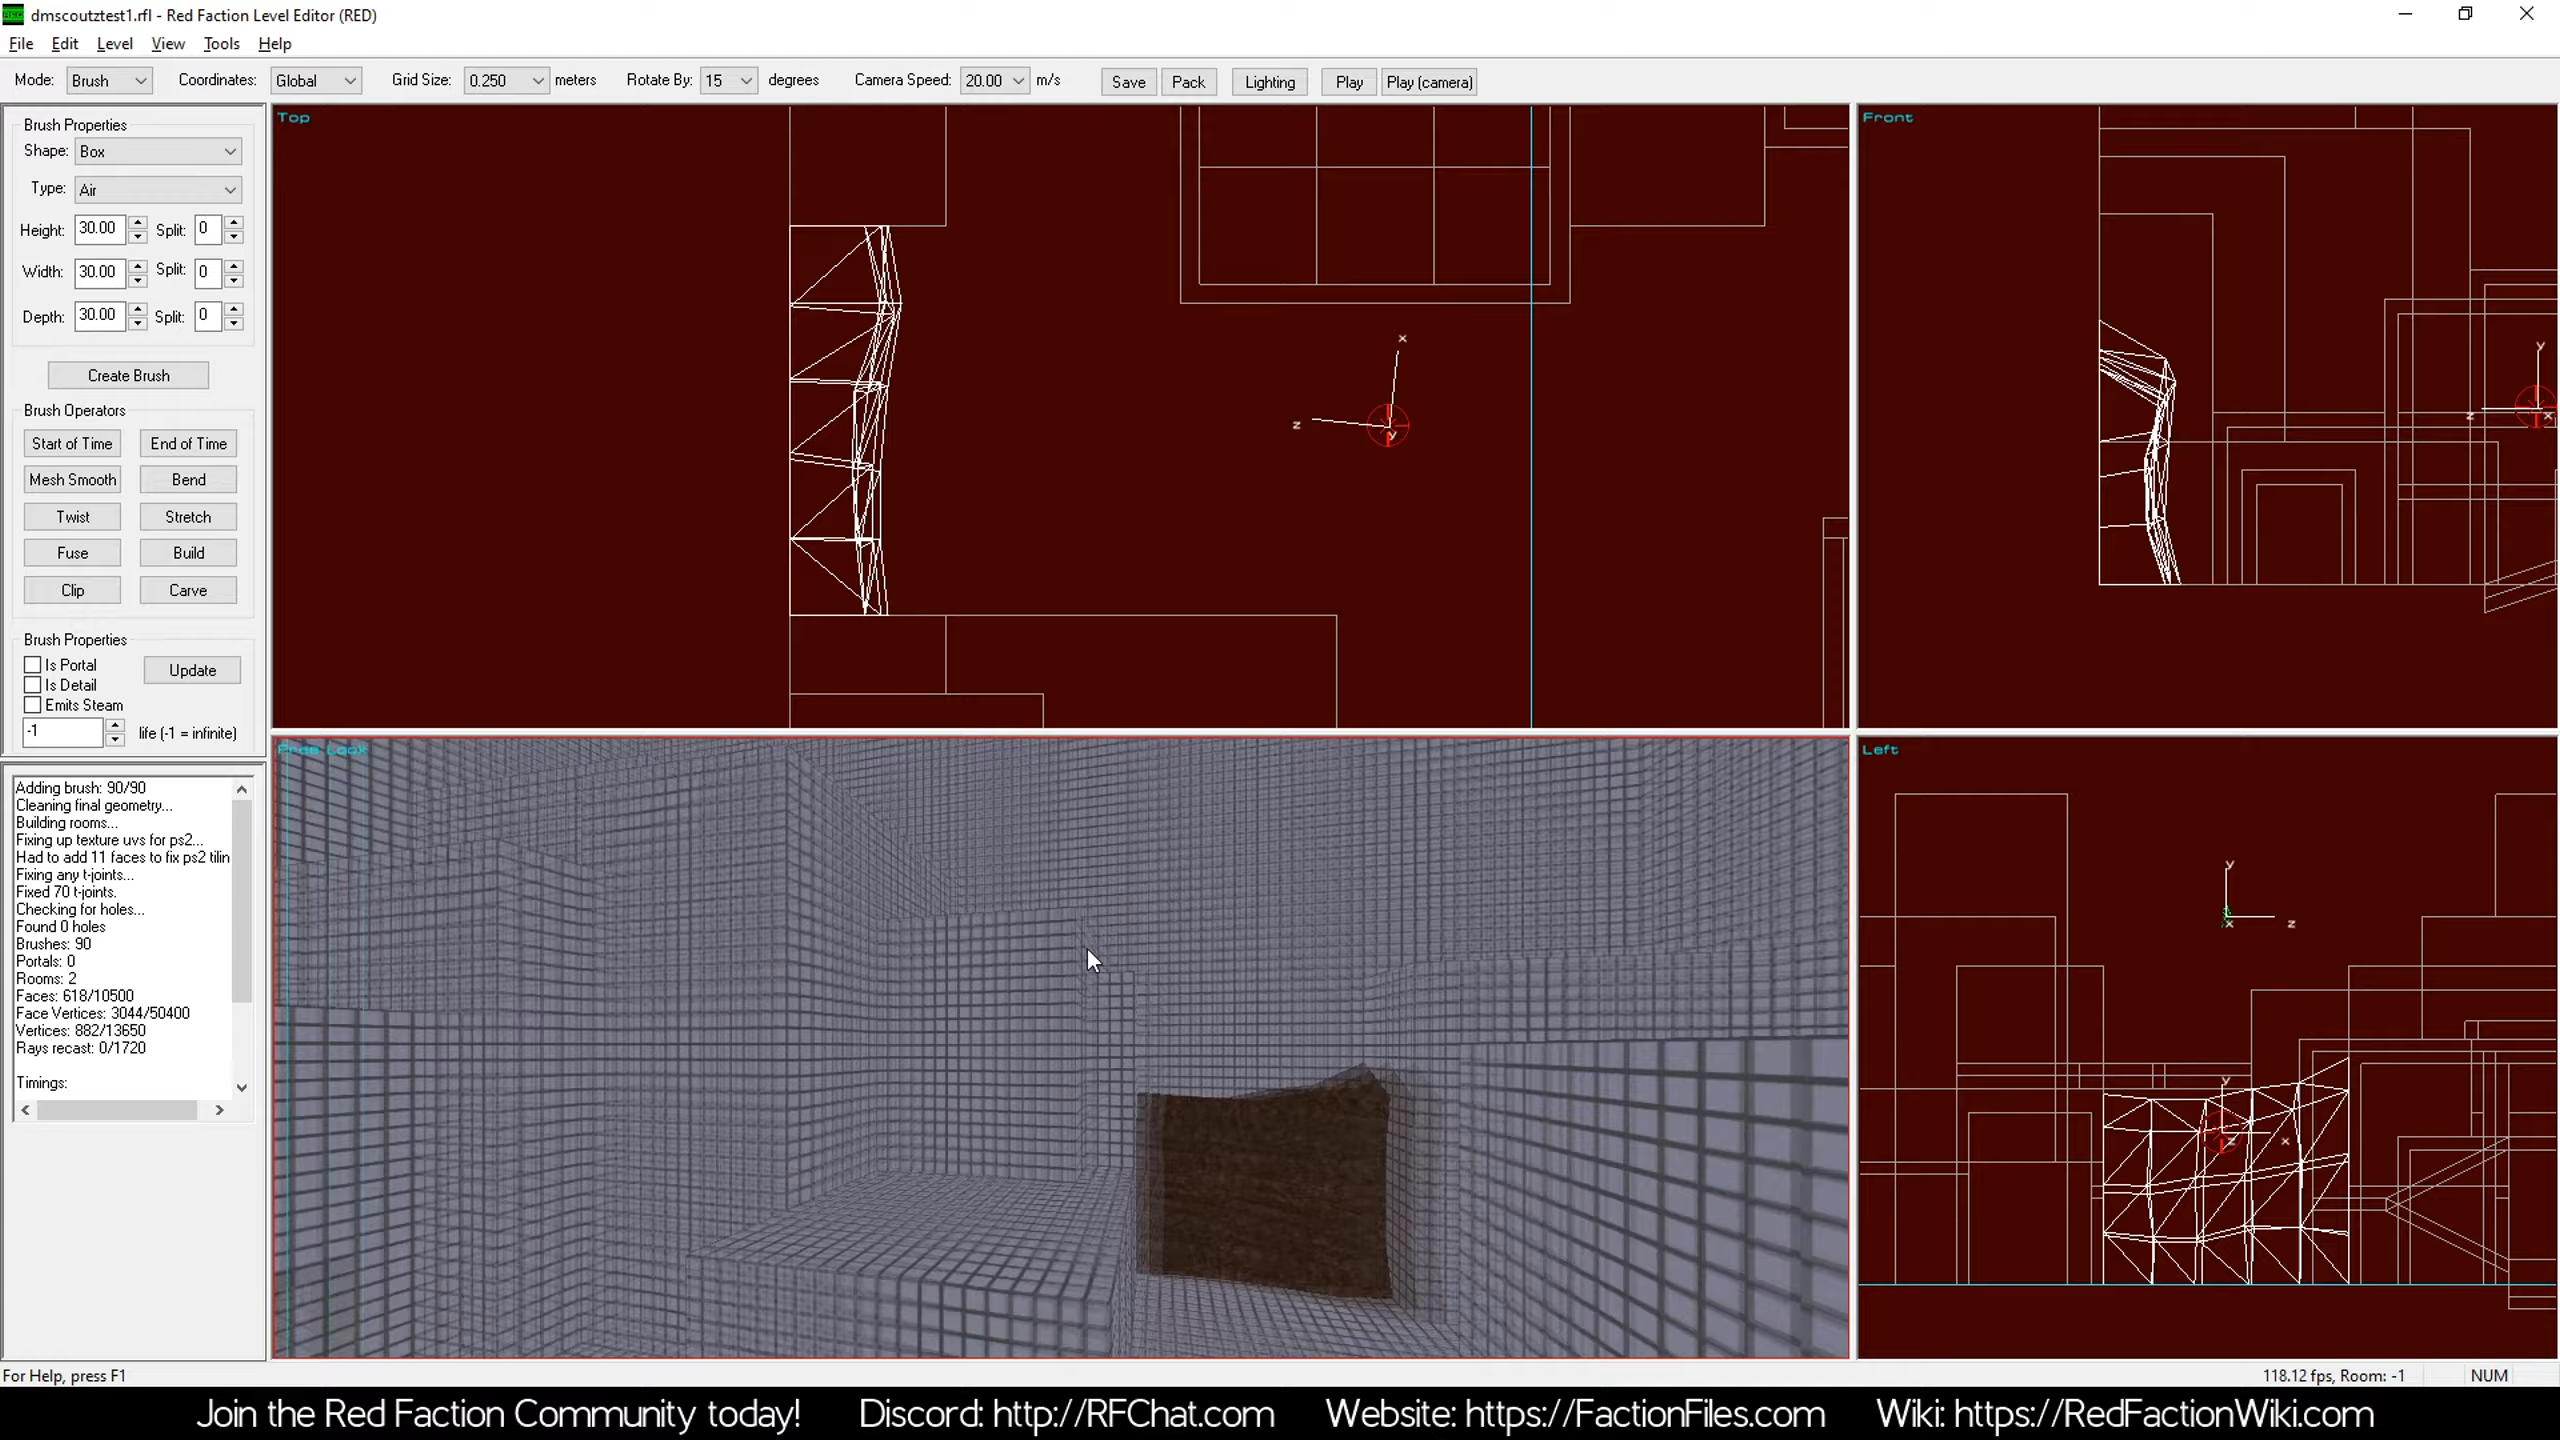 dmscoutztest1.rfl - Red Faction Level Editor (RED)
File Edit Level View Tools Help
Mode: Brush Coordinates: Global Grid Size: 0.250 meters Rotate By: 15 degrees Camera Speed: 20.00 m/s Save Pack Lighting Play Play (camera)
Brush Properties
Shape: Box
Type: Air
Height: 30.00 Split: 0
Width: 30.00 Split: 0
Depth: 30.00 Split: 0
Create Brush
Brush Operators
Start of Time End of Time
Mesh Smooth Bend
Twist Stretch
Fuse Build
Clip Carve
Brush Properties
Is Portal
Update
Is Detail
Emits Steam
-1 life (-1 = infinite)
Adding brush: 90/90
Cleaning final geometry...
Building rooms...
Fixing up texture uvs for ps2...
Had to add 11 faces to fix ps2 tilin
Fixing any t-joints...
Fixed 70 t-joints.
Checking for holes...
Found 0 holes
Brushes: 90
Portals: 0
Rooms: 2
Faces: 618/10500
Face Vertices: 3044/50400
Vertices: 882/13650
Rays recast: 0/1720
Timings:
Top
x
z
y
Front
y
z x
Free Look
Left
y
x z
y
z x
For Help, press F1
118.12 fps, Room: -1 NUM
Join the Red Faction Community today! Discord: http://RFChat.com Website: https://FactionFiles.com Wiki: https://RedFactionWiki.com